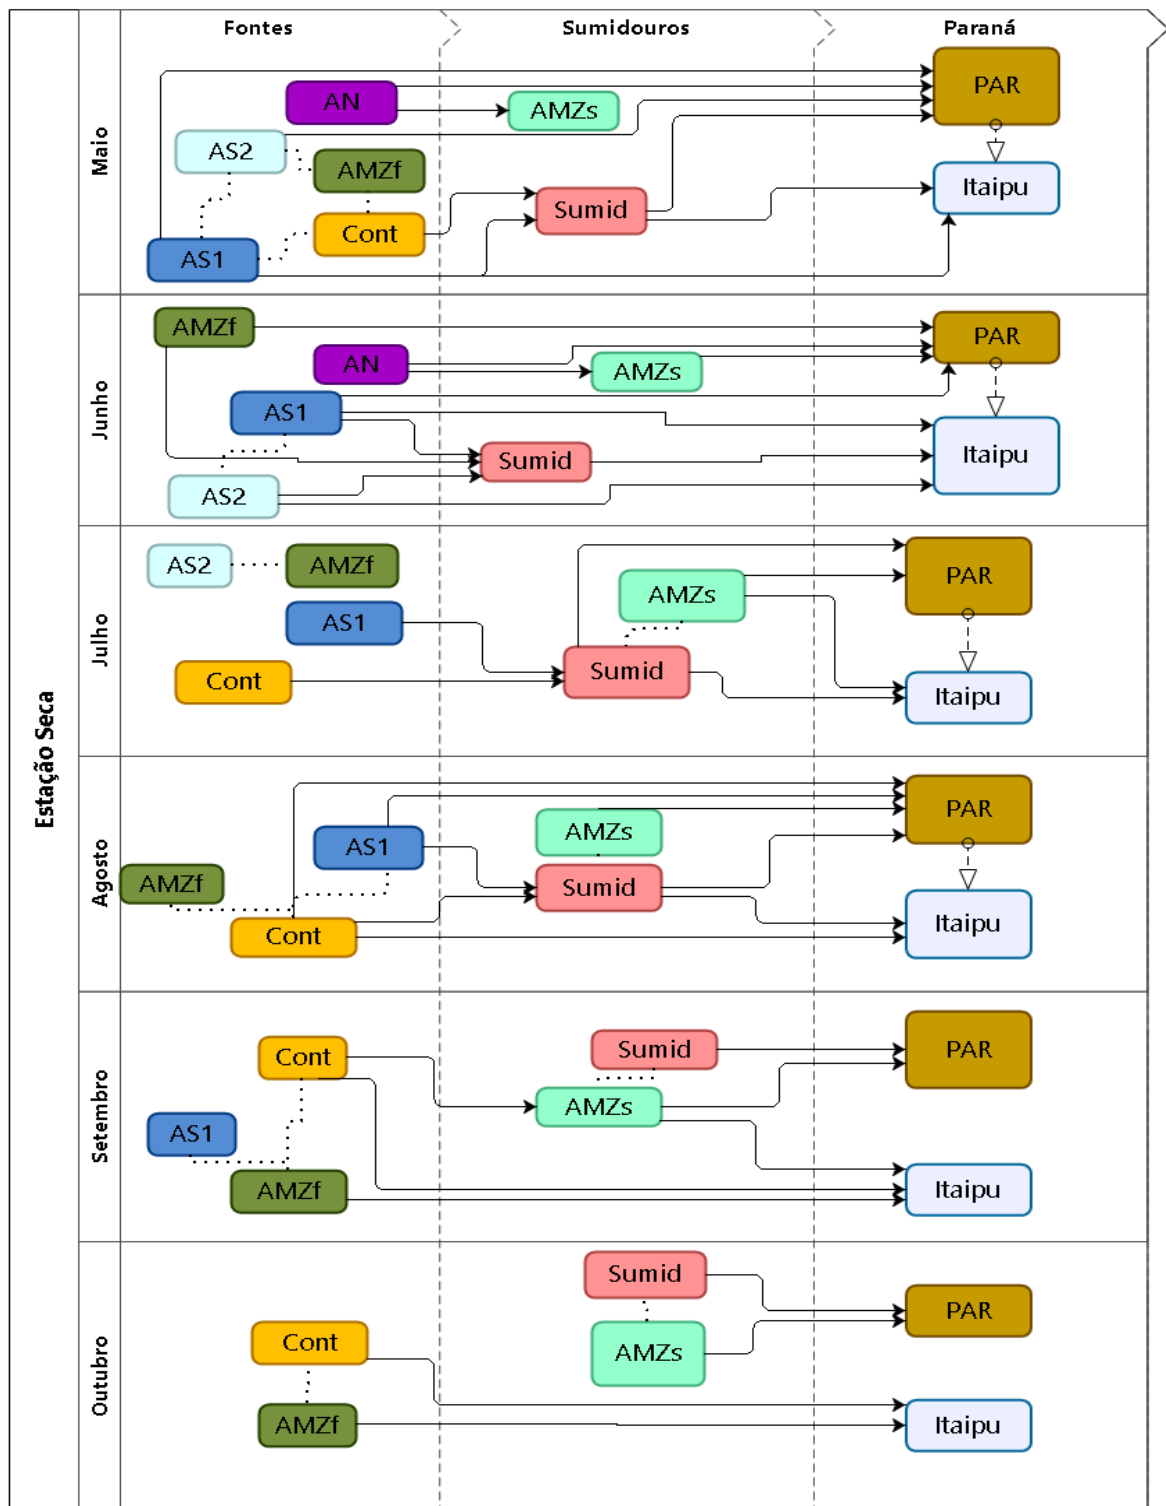 Fontes Sumidouros Paraná
Estação Seca
Maio
PAR
AN
AMZs
AS2
AMZf
Itaipu
Sumid
Cont
AS1
Junho
AMZf
PAR
AN
AMZs
AS1
Itaipu
Sumid
AS2
Julho
AS2
AMZf
PAR
AMZs
AS1
Sumid
Cont
Itaipu
Agosto
PAR
AMZs
AS1
AMZf
Sumid
Itaipu
Cont
Setembro
Sumid
PAR
Cont
AMZs
AS1
AMZf
Itaipu
Outubro
Sumid
PAR
Cont
AMZs
AMZf
Itaipu